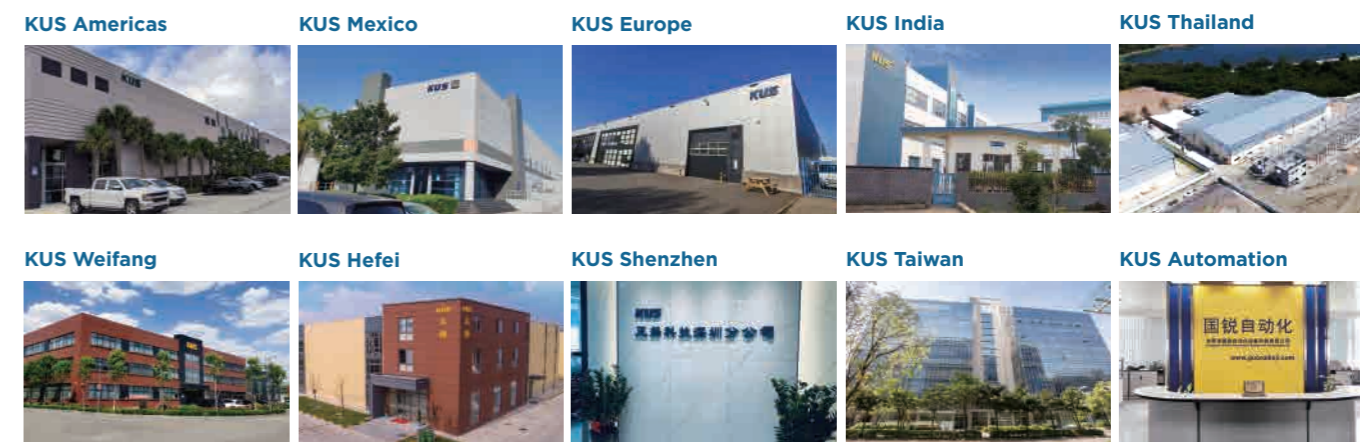 KUS Americas
KUS Mexico
KUS Europe
KUS India
KUS Thailand
KUS
KUS
KUS
KUS
KUS Weifang
KUS Hefei
KUS Shenzhen
KUS Taiwan
KUS Automation
KUS
国锐自动化